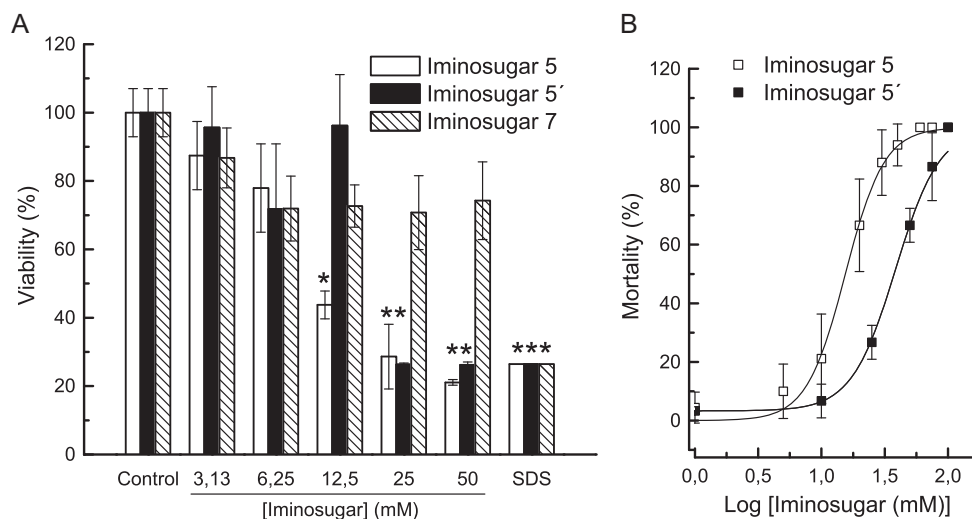 A
Viability (%)
120
100
80
60
40
20
0
Iminosugar 5
Iminosugar 5´
Iminosugar 7
*
**
**
***
Control 3,13 6,25 12,5 25 50 SDS
[Iminosugar] (mM)
B
Mortality (%)
120
100
80
60
40
20
0
Iminosugar 5
Iminosugar 5´
0,0 0,5 1,0 1,5 2,0
Log [Iminosugar (mM)]